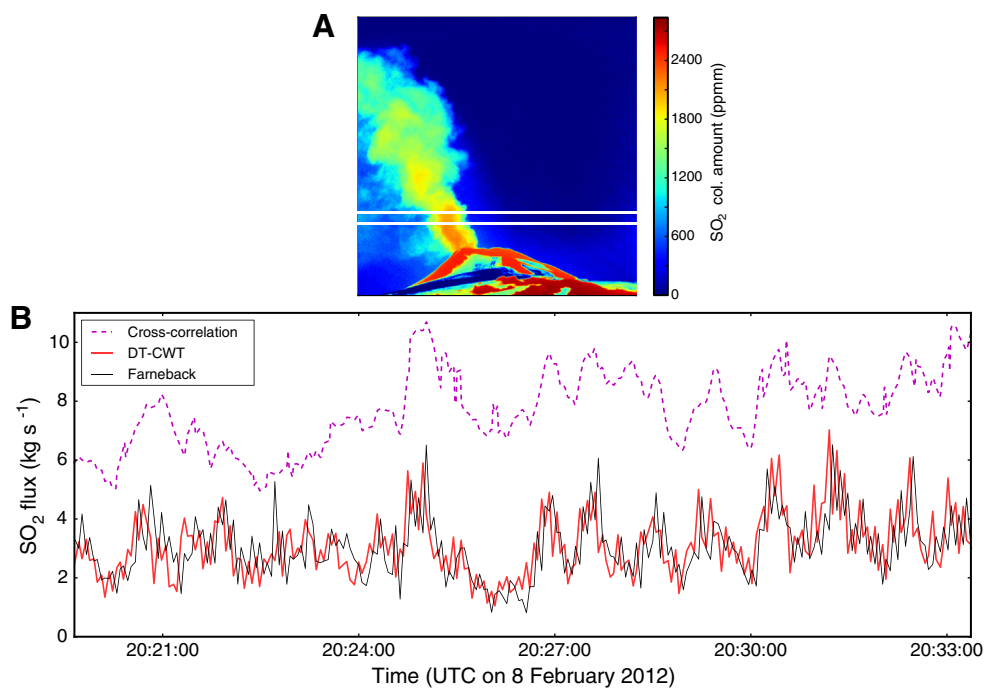 A
2400
1800
1200
600
0
SO2 col. amount (ppmm)
B
Cross-correlation
DT-CWT
Farneback
10
8
6
4
2
0
SO2 flux (kg s -1)
20:21:00 20:24:00 20:27:00 20:30:00 20:33:00
Time (UTC on 8 February 2012)